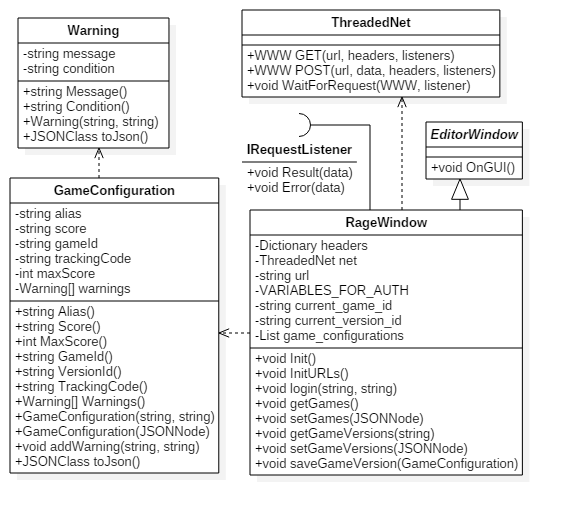 Warning
-string message
-string condition
+string Message()
+string Condition()
+Warning(string, string)
+JSONClass toJson()
ThreadedNet
+WWW GET(url, headers, listeners)
+WWW POST(url, data, headers, listeners)
+void WaitForRequest(WWW, listener)
IRequestListener
+void Result(data)
+void Error(data)
EditorWindow
+void OnGUI()
GameConfiguration
-string alias
-string score
-string gameId
-string trackingCode
-int maxScore
-Warning[] warnings
+string Alias()
+string Score()
+int MaxScore()
+string GameId()
+string VersionId()
+string TrackingCode()
+Warning[] Warnings()
+GameConfiguration(string, string)
+GameConfiguration(JSONNode)
+void addWarning(string, string)
+JSONClass toJson()
RageWindow
-Dictionary headers
-ThreadedNet net
-string url
-VARIABLES_FOR_AUTH
-string current_game_id
-string current_version_id
-List game_configurations
+void Init()
+void InitURLs()
+void login(string, string)
+void getGames()
+void setGames(JSONNode)
+void getGameVersions(string)
+void setGameVersions(JSONNode)
+void saveGameVersion(GameConfiguration)